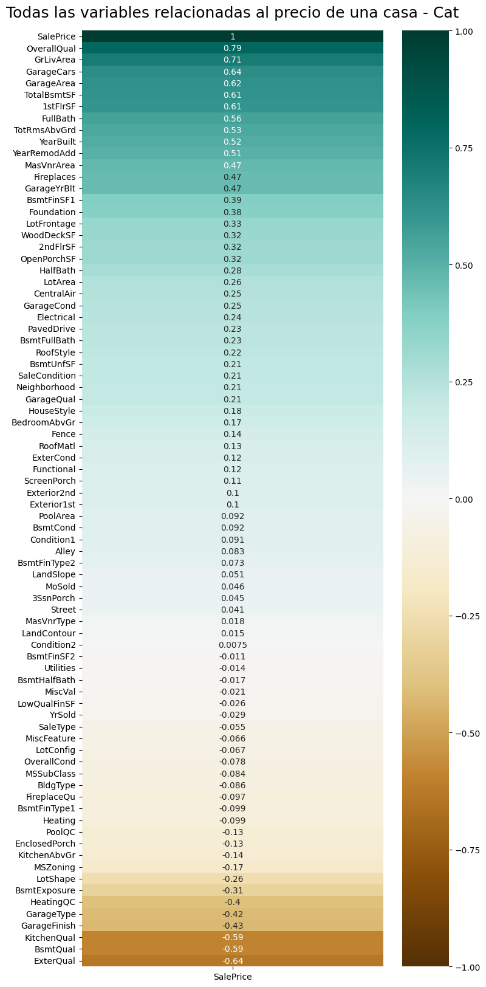 Todas las variables relacionadas al precio de una casa - Cat
SalePrice 1
OverallQual 0.79
GrLivArea 0.71
GarageCars 0.64
GarageArea 0.62
TotalBsmtSF 0.61
1stFlrSF 0.61
FullBath 0.56
TotRmsAbvGrd 0.53
YearBuilt 0.52
YearRemodAdd 0.51
MasVnrArea 0.47
Fireplaces 0.47
GarageYrBlt 0.47
BsmtFinSF1 0.39
Foundation 0.38
LotFrontage 0.33
WoodDeckSF 0.32
2ndFlrSF 0.32
OpenPorchSF 0.32
HalfBath 0.28
LotArea 0.26
CentralAir 0.25
GarageCond 0.25
Electrical 0.24
PavedDrive 0.23
BsmtFullBath 0.23
RoofStyle 0.22
BsmtUnfSF 0.21
SaleCondition 0.21
Neighborhood 0.21
GarageQual 0.21
HouseStyle 0.18
BedroomAbvGr 0.17
Fence 0.14
RoofMatl 0.13
ExterCond 0.12
Functional 0.12
ScreenPorch 0.11
Exterior2nd 0.1
Exterior1st 0.1
PoolArea 0.092
BsmtCond 0.092
Condition1 0.091
Alley 0.083
BsmtFinType2 0.073
LandSlope 0.051
MoSold 0.046
3SsnPorch 0.045
Street 0.041
MasVnrType 0.018
LandContour 0.015
Condition2 0.0075
BsmtFinSF2 -0.011
Utilities -0.014
BsmtHalfBath -0.017
MiscVal -0.021
LowQualFinSF -0.026
YrSold -0.029
SaleType -0.055
MiscFeature -0.066
LotConfig -0.067
OverallCond -0.078
MSSubClass -0.084
BldgType -0.086
FireplaceQu -0.097
BsmtFinType1 -0.099
Heating -0.099
PoolQC -0.13
EnclosedPorch -0.13
KitchenAbvGr -0.14
MSZoning -0.17
LotShape -0.26
BsmtExposure -0.31
HeatingQC -0.4
GarageType -0.42
GarageFinish -0.43
KitchenQual -0.59
BsmtQual -0.59
ExterQual -0.64
SalePrice
1.00
0.75
0.50
0.25
0.00
−0.25
−0.50
−0.75
−1.00